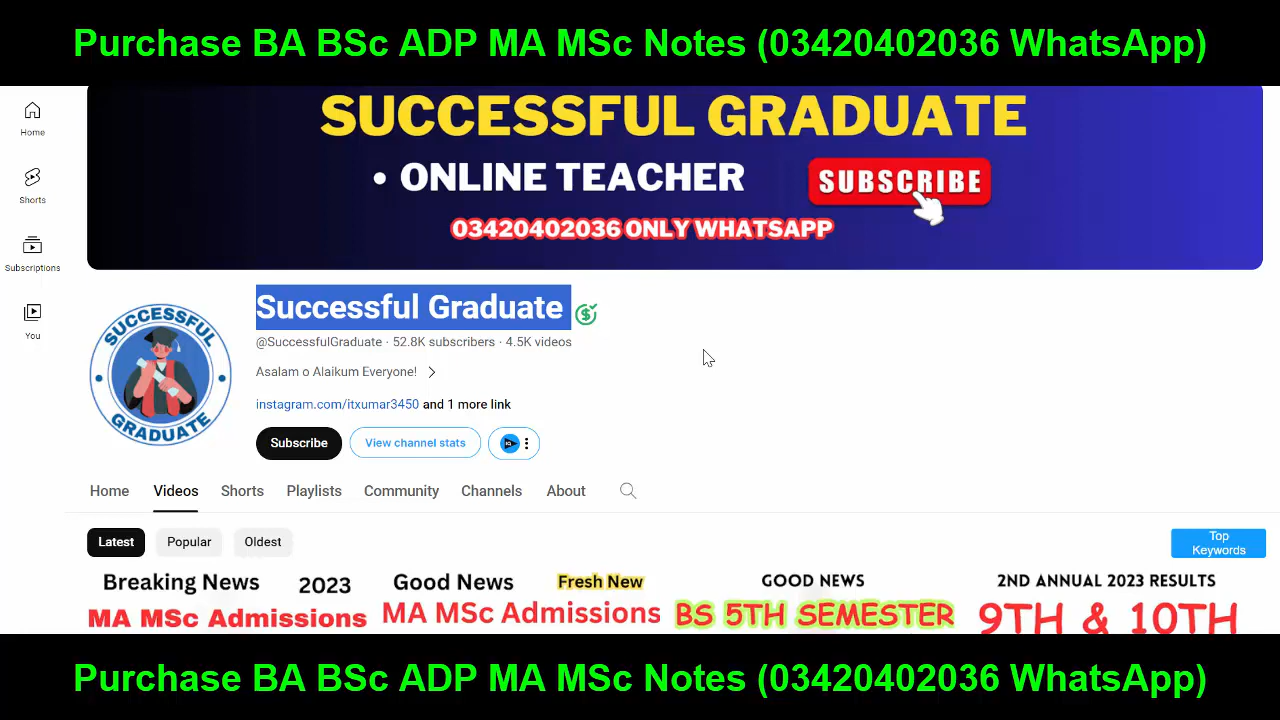 Purchase BA BSc ADP MA MSc Notes (03420402036 WhatsApp)
SUCCESSFUL GRADUATE
• ONLINE TEACHER
SUBSCRIBE
03420402036 ONLY WHATSAPP
Home
Shorts
Subscriptions
You
SUCCESSFUL
GRADUATE
Successful Graduate
@SuccessfulGraduate · 52.8K subscribers · 4.5K videos
Asalam o Alaikum Everyone!
instagram.com/itxumar3450 and 1 more link
Subscribe
View channel stats
IQ
Home Videos Shorts Playlists Community Channels About
Latest Popular Oldest
Top
Keywords
Breaking News 2023
MA MSc Admissions
Good News Fresh New
MA MSc Admissions
GOOD NEWS
BS 5TH SEMESTER
2ND ANNUAL 2023 RESULTS
9TH & 10TH
Purchase BA BSc ADP MA MSc Notes (03420402036 WhatsApp)